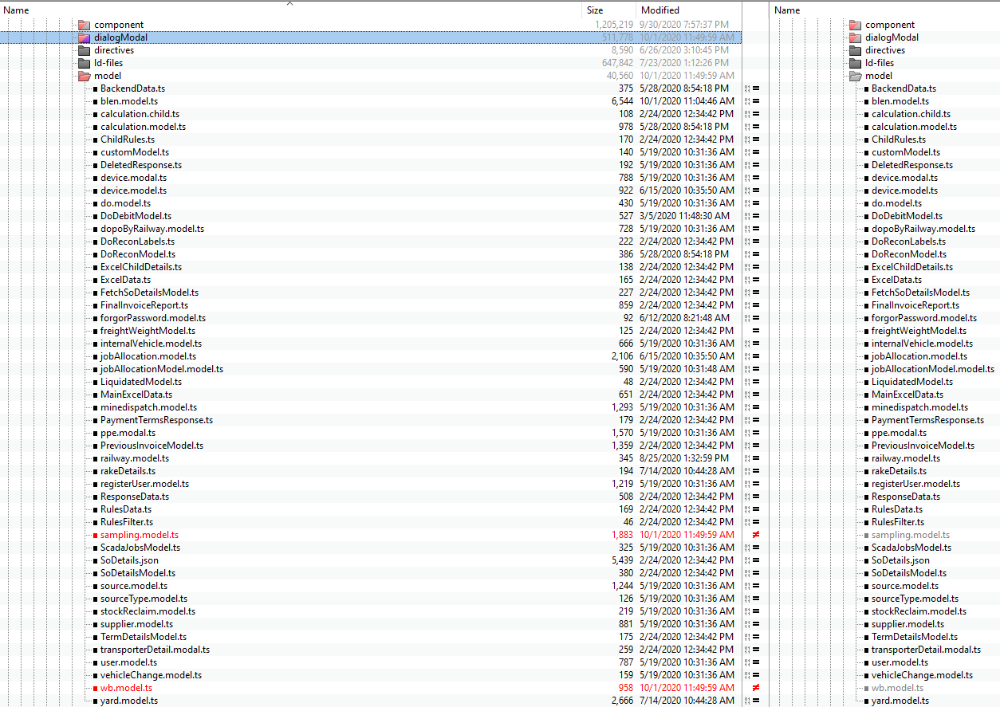 Name Size Modified Name
component 1,205,219 9/30/2020 7:57:37 PM component
dialogModal 511,778 10/1/2020 11:49:59 AM dialogModal
directives 8,590 6/26/2020 3:10:45 PM directives
ld-files 647,842 7/23/2020 1:12:26 PM ld-files
model 40,560 10/1/2020 11:49:59 AM model
BackendData.ts 375 5/28/2020 8:54:18 PM = BackendData.ts
blen.model.ts 6,544 10/1/2020 11:04:46 AM = blen.model.ts
calculation.child.ts 108 2/24/2020 12:34:42 PM = calculation.child.ts
calculation.model.ts 978 5/28/2020 8:54:18 PM = calculation.model.ts
ChildRules.ts 170 2/24/2020 12:34:42 PM = ChildRules.ts
customModel.ts 140 5/19/2020 10:31:36 AM = customModel.ts
DeletedResponse.ts 192 5/19/2020 10:31:36 AM = DeletedResponse.ts
device.modal.ts 788 5/19/2020 10:31:36 AM = device.modal.ts
device.model.ts 922 6/15/2020 10:35:50 AM = device.model.ts
do.model.ts 430 5/19/2020 10:31:36 AM = do.model.ts
DoDebitModel.ts 527 3/5/2020 11:48:30 AM = DoDebitModel.ts
dopoByRailway.model.ts 728 5/19/2020 10:31:36 AM = dopoByRailway.model.ts
DoReconLabels.ts 222 2/24/2020 12:34:42 PM = DoReconLabels.ts
DoReconModel.ts 386 5/28/2020 8:54:18 PM = DoReconModel.ts
ExcelChildDetails.ts 138 2/24/2020 12:34:42 PM = ExcelChildDetails.ts
ExcelData.ts 165 2/24/2020 12:34:42 PM = ExcelData.ts
FetchSoDetailsModel.ts 227 2/24/2020 12:34:42 PM = FetchSoDetailsModel.ts
FinalInvoiceReport.ts 859 2/24/2020 12:34:42 PM = FinalInvoiceReport.ts
forgorPassword.model.ts 92 6/12/2020 8:21:48 AM = forgorPassword.model.ts
freightWeightModel.ts 125 2/24/2020 12:34:42 PM = freightWeightModel.ts
internalVehicle.model.ts 666 5/19/2020 10:31:36 AM = internalVehicle.model.ts
jobAllocation.model.ts 2,106 6/15/2020 10:35:50 AM = jobAllocation.model.ts
jobAllocationModel.model.ts 590 5/19/2020 10:31:48 AM = jobAllocationModel.model.ts
LiquidatedModel.ts 48 2/24/2020 12:34:42 PM = LiquidatedModel.ts
MainExcelData.ts 651 2/24/2020 12:34:42 PM = MainExcelData.ts
minedispatch.model.ts 1,293 5/19/2020 10:31:36 AM = minedispatch.model.ts
PaymentTermsResponse.ts 179 2/24/2020 12:34:42 PM = PaymentTermsResponse.ts
ppe.modal.ts 1,570 5/19/2020 10:31:36 AM = ppe.modal.ts
PreviousInvoiceModel.ts 1,359 2/24/2020 12:34:42 PM = PreviousInvoiceModel.ts
railway.model.ts 345 8/25/2020 1:32:59 PM = railway.model.ts
rakeDetails.ts 194 7/14/2020 10:44:28 AM = rakeDetails.ts
registerUser.model.ts 1,219 5/19/2020 10:31:36 AM = registerUser.model.ts
ResponseData.ts 508 2/24/2020 12:34:42 PM = ResponseData.ts
RulesData.ts 169 2/24/2020 12:34:42 PM = RulesData.ts
RulesFilter.ts 46 2/24/2020 12:34:42 PM = RulesFilter.ts
sampling.model.ts 1,883 10/1/2020 11:49:59 AM ≠ sampling.model.ts
ScadaJobsModel.ts 325 5/19/2020 10:31:36 AM = ScadaJobsModel.ts
SoDetails.json 5,439 2/24/2020 12:34:42 PM = SoDetails.json
SoDetailsModel.ts 380 2/24/2020 12:34:42 PM = SoDetailsModel.ts
source.model.ts 1,244 5/19/2020 10:31:36 AM = source.model.ts
sourceType.model.ts 126 5/19/2020 10:31:36 AM = sourceType.model.ts
stockReclaim.model.ts 219 5/19/2020 10:31:36 AM = stockReclaim.model.ts
supplier.model.ts 881 5/19/2020 10:31:36 AM = supplier.model.ts
TermDetailsModel.ts 175 2/24/2020 12:34:42 PM = TermDetailsModel.ts
transporterDetail.modal.ts 259 2/24/2020 12:34:42 PM = transporterDetail.modal.ts
user.model.ts 787 5/19/2020 10:31:36 AM = user.model.ts
vehicleChange.model.ts 159 5/19/2020 10:31:36 AM = vehicleChange.model.ts
wb.model.ts 958 10/1/2020 11:49:59 AM ≠ wb.model.ts
yard.model.ts 2,666 7/14/2020 10:44:28 AM = yard.model.ts